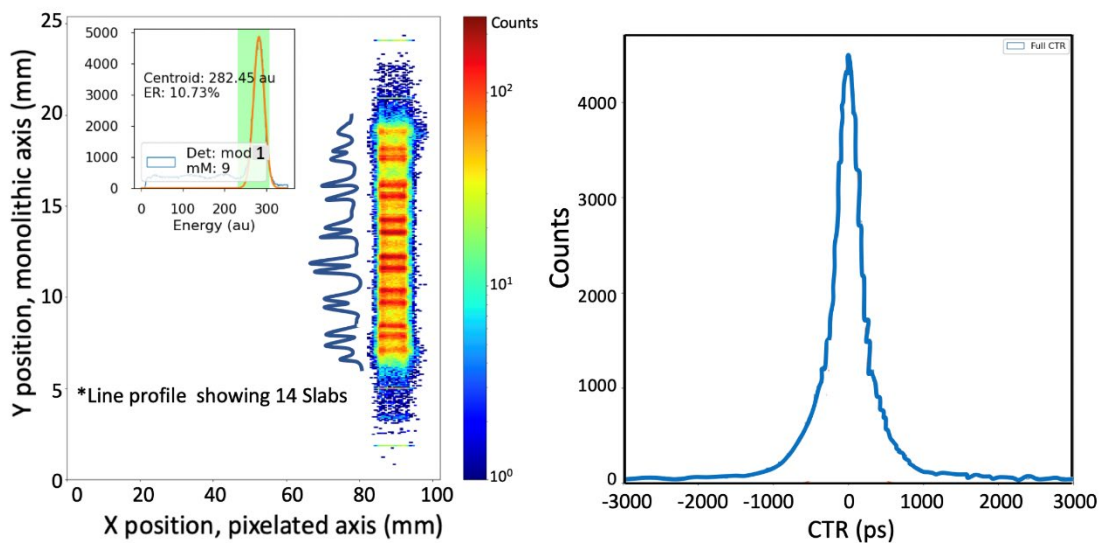 25
20
15
10
5
0
Y position, monolithic axis (mm)
5000
4000
3000
2000
1000
0
Centroid: 282.45 au
ER: 10.73%
Det: mod 1
mM: 9
0 100 200 300
Energy (au)
*Line profile showing 14 Slabs
0 20 40 60 80 100
X position, pixelated axis (mm)
Counts
10²
10¹
10⁰
Full CTR
4000
3000
2000
1000
0
Counts
-3000 -2000 -1000 0 1000 2000 3000
CTR (ps)